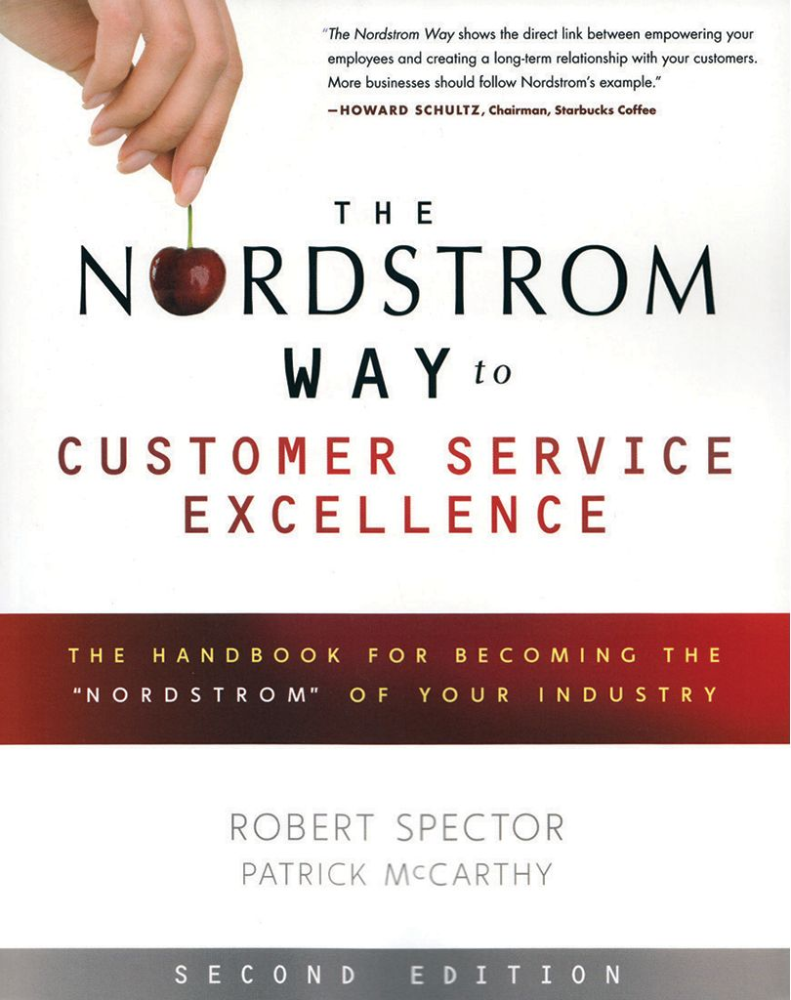 "The Nordstrom Way shows the direct link between empowering your
employees and creating a long-term relationship with your customers.
More businesses should follow Nordstrom's example."
—HOWARD SCHULTZ, Chairman, Starbucks Coffee
THE
NORDSTROM
WAY to
CUSTOMER SERVICE
EXCELLENCE
THE HANDBOOK FOR BECOMING THE
"NORDSTROM" OF YOUR INDUSTRY
ROBERT SPECTOR
PATRICK McCARTHY
SECOND EDITION